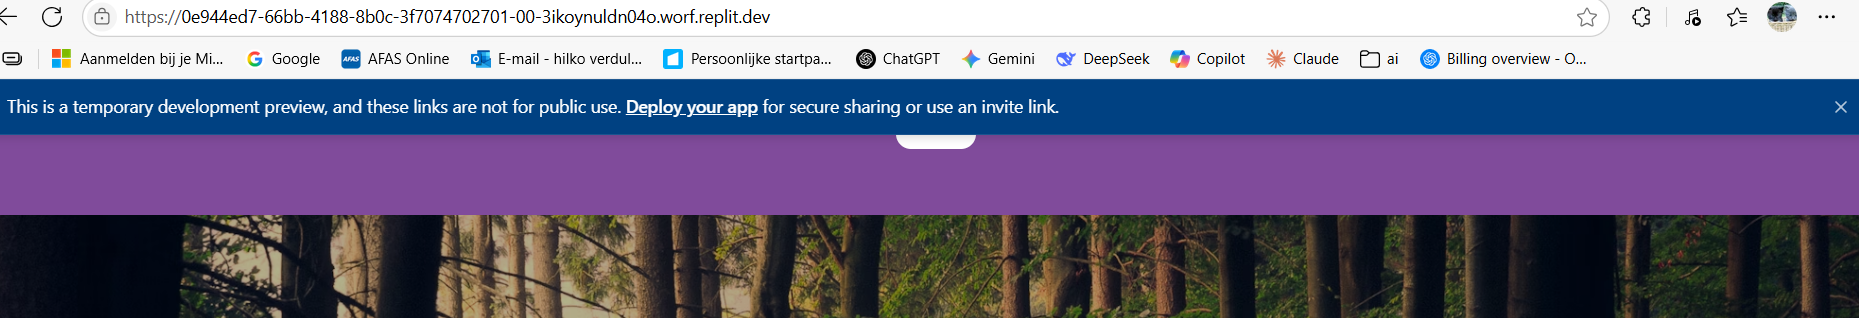 https://0e944ed7-66bb-4188-8b0c-3f7074702701-00-3ikoynuldn04o.worf.replit.dev
Aanmelden bij je Mi... Google AFAS AFAS Online E-mail - hilko verdul... Persoonlijke startpa... ChatGPT Gemini DeepSeek Copilot Claude ai Billing overview - O...
This is a temporary development preview, and these links are not for public use. Deploy your app for secure sharing or use an invite link.